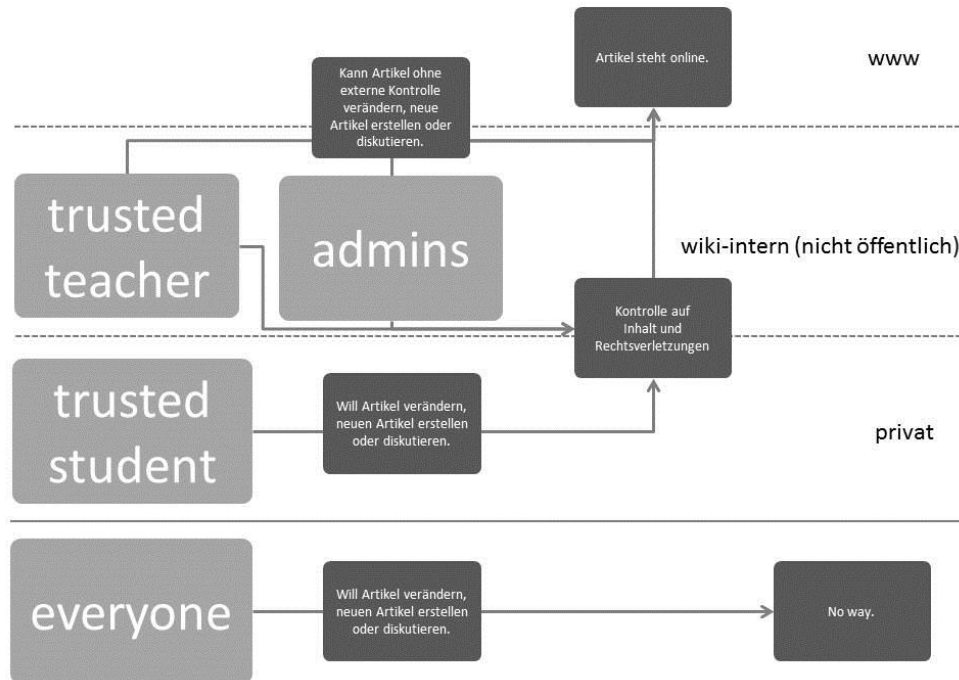 Artikel steht online.
www
Kann Artikel ohne
externe Kontrolle
verändern, neue
Artikel erstellen oder
diskutieren.
trusted
teacher
admins
wiki-intern (nicht öffentlich)
Kontrolle auf
Inhalt und
Rechtsverletzungen
trusted
student
Will Artikel verändern,
neuen Artikel erstellen
oder diskutieren.
privat
everyone
Will Artikel verändern,
neuen Artikel erstellen
oder diskutieren.
No way.